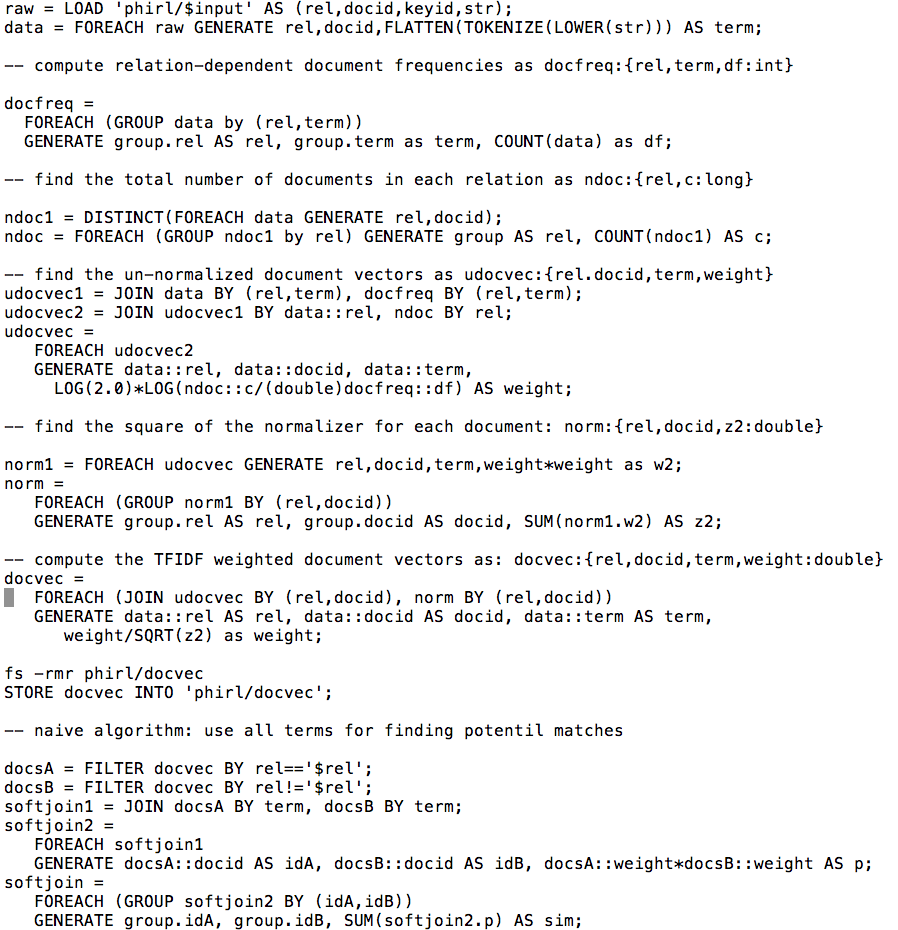 raw = LOAD 'phirl/$input' AS (rel,docid,keyid,str);
data = FOREACH raw GENERATE rel,docid,FLATTEN(TOKENIZE(LOWER(str))) AS term;
-- compute relation-dependent document frequencies as docfreq:{rel,term,df:int}
docfreq =
FOREACH (GROUP data by (rel,term))
GENERATE group.rel AS rel, group.term as term, COUNT(data) as df;
-- find the total number of documents in each relation as ndoc:{rel,c:long}
ndoc1 = DISTINCT(FOREACH data GENERATE rel,docid);
ndoc = FOREACH (GROUP ndoc1 by rel) GENERATE group AS rel, COUNT(ndoc1) AS c;
-- find the un-normalized document vectors as udocvec:{rel.docid,term,weight}
udocvec1 = JOIN data BY (rel,term), docfreq BY (rel,term);
udocvec2 = JOIN udocvec1 BY data::rel, ndoc BY rel;
udocvec =
FOREACH udocvec2
GENERATE data::rel, data::docid, data::term,
LOG(2.0)*LOG(ndoc::c/(double)docfreq::df) AS weight;
-- find the square of the normalizer for each document: norm:{rel,docid,z2:double}
norm1 = FOREACH udocvec GENERATE rel,docid,term,weight*weight as w2;
norm =
FOREACH (GROUP norm1 BY (rel,docid))
GENERATE group.rel AS rel, group.docid AS docid, SUM(norm1.w2) AS z2;
-- compute the TFIDF weighted document vectors as: docvec:{rel,docid,term,weight:double}
docvec =
FOREACH (JOIN udocvec BY (rel,docid), norm BY (rel,docid))
GENERATE data::rel AS rel, data::docid AS docid, data::term AS term,
weight/SQRT(z2) as weight;
fs -rmr phirl/docvec
STORE docvec INTO 'phirl/docvec';
-- naive algorithm: use all terms for finding potentil matches
docsA = FILTER docvec BY rel=='$rel';
docsB = FILTER docvec BY rel!='$rel';
softjoin1 = JOIN docsA BY term, docsB BY term;
softjoin2 =
FOREACH softjoin1
GENERATE docsA::docid AS idA, docsB::docid AS idB, docsA::weight*docsB::weight AS p;
softjoin =
FOREACH (GROUP softjoin2 BY (idA,idB))
GENERATE group.idA, group.idB, SUM(softjoin2.p) AS sim;